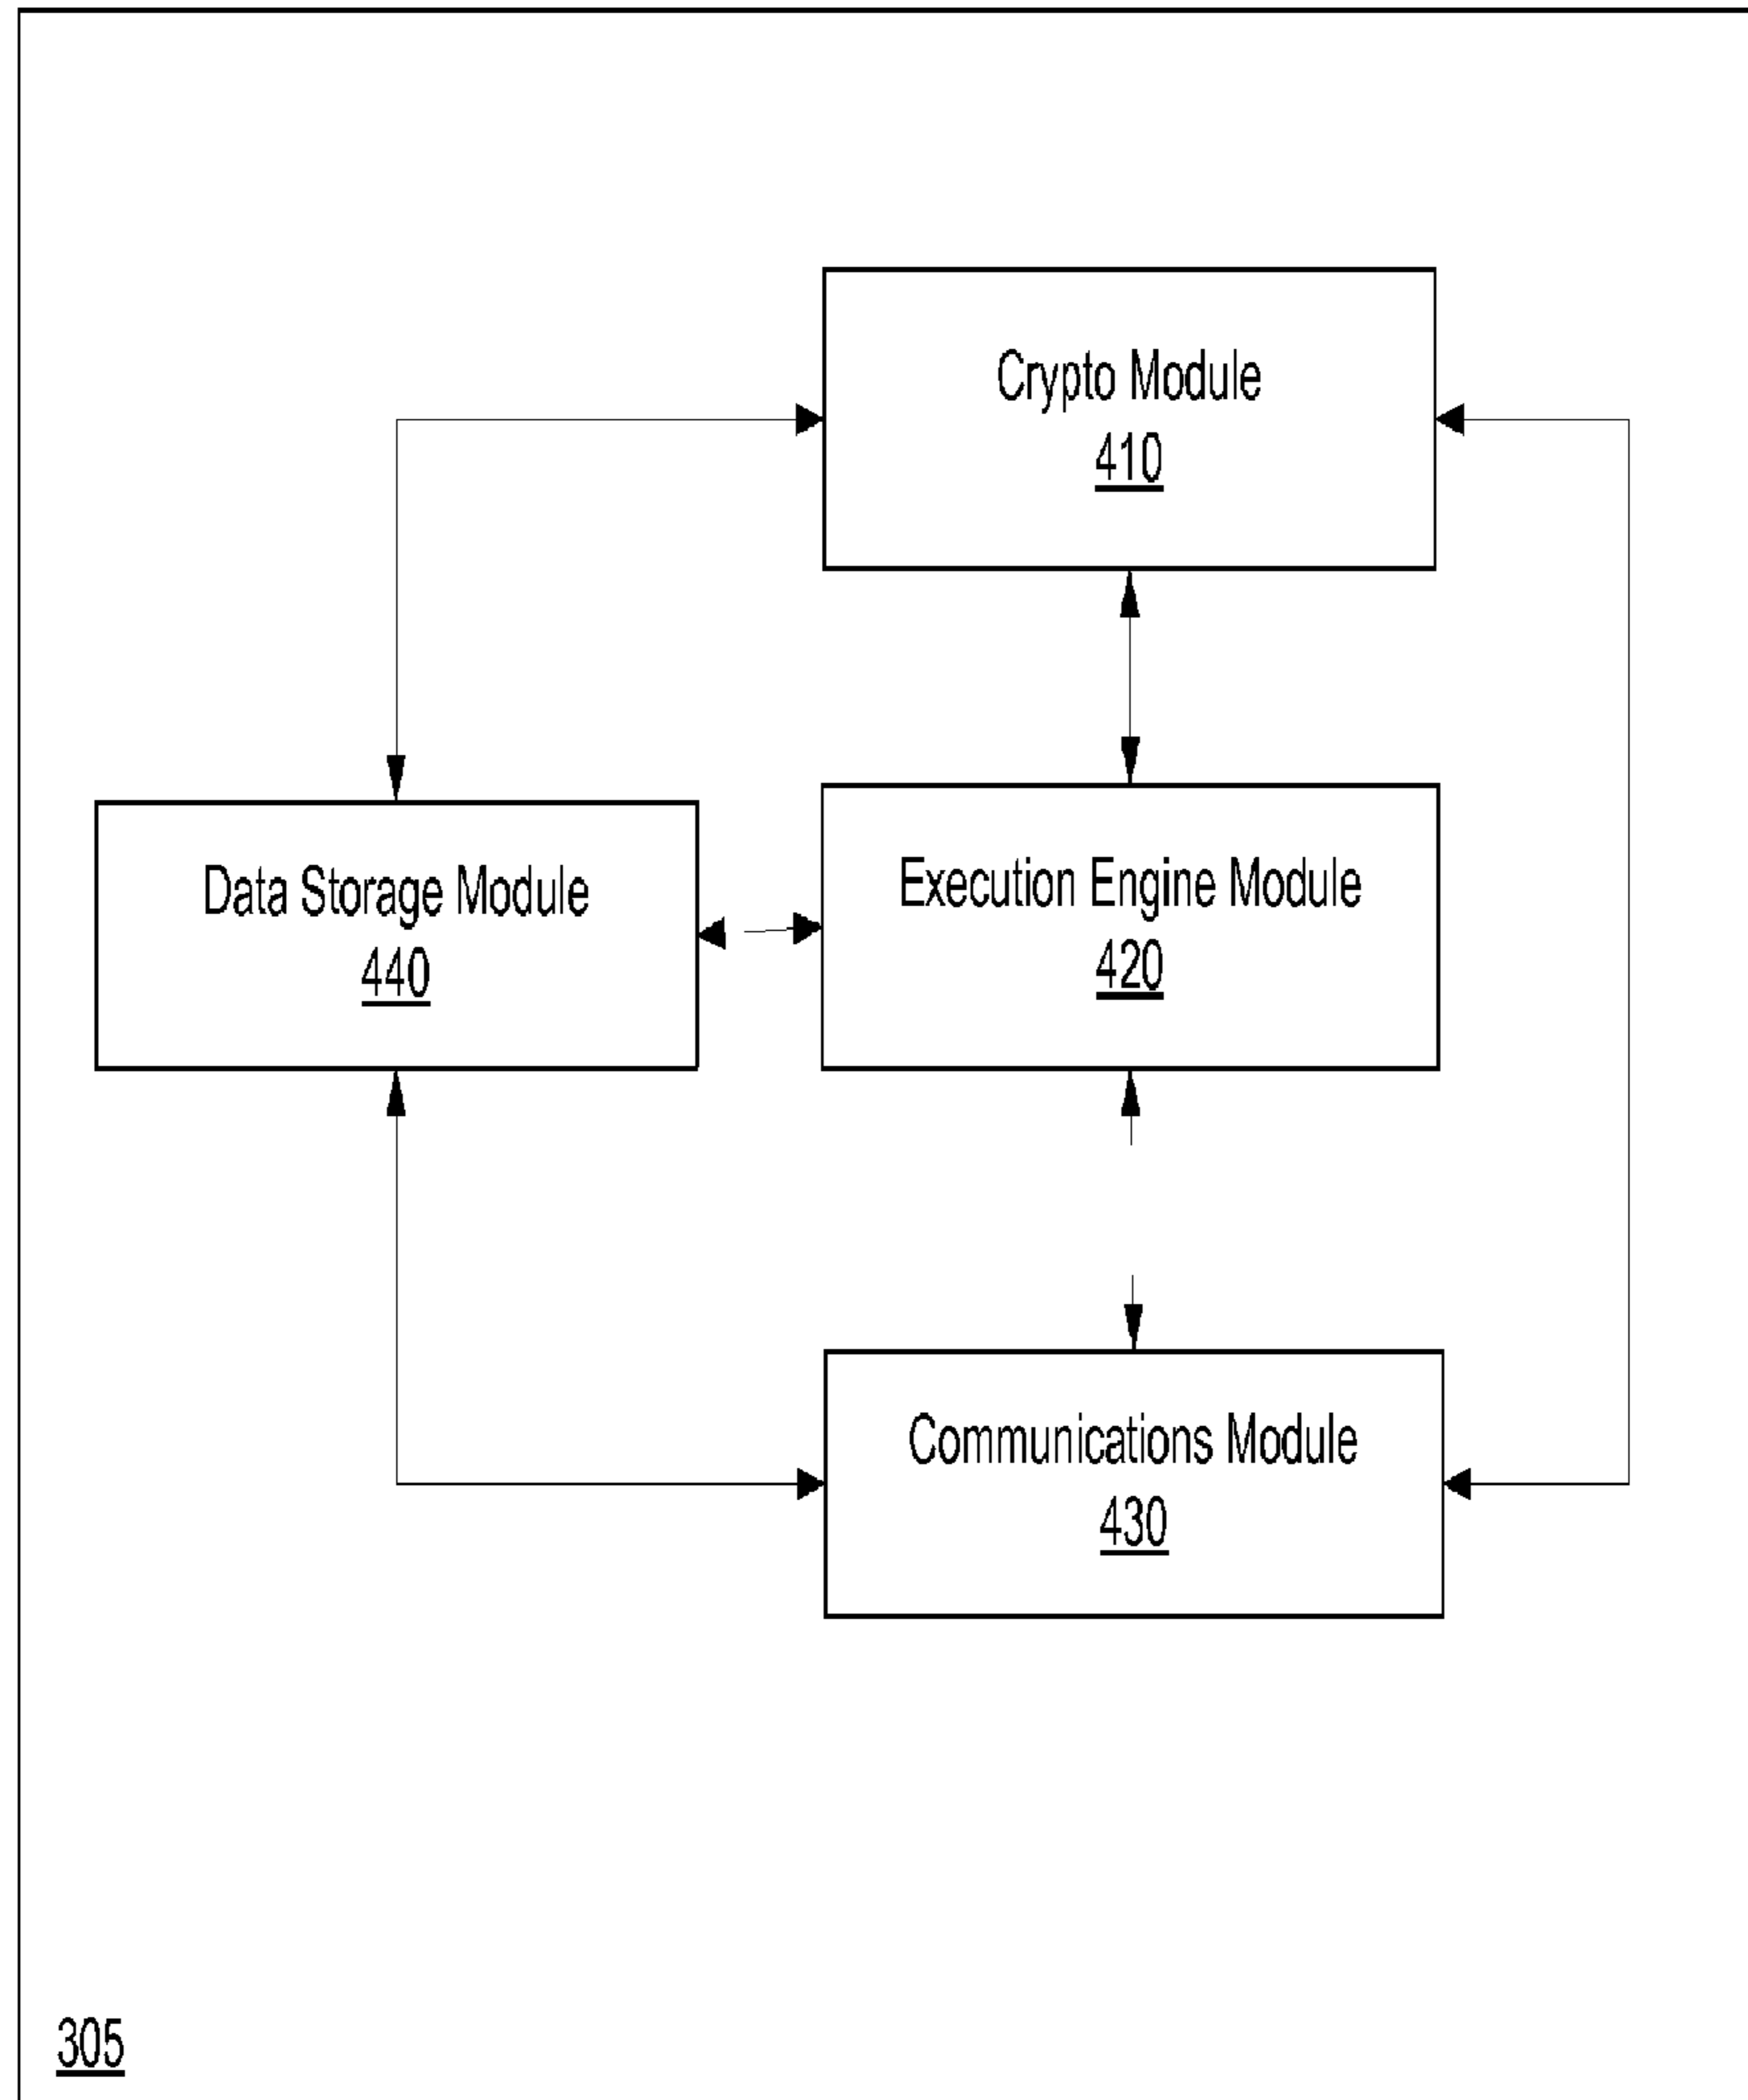 Crypto Module
410
Data Storage Module
440
Execution Engine Module
420
Communications Module
430
305